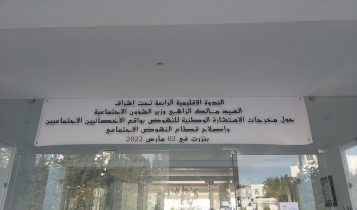 الندوة الاقليمية الرابعة تحت إشراف
السيد مالك الزاهي وزير الشؤون الاجتماعية
حول مخرجات الاستشارة الوطنية للنهوض بواقع الأخصائيين الاجتماعيين
وإصلاح قطاع النهوض الاجتماعي
بنزرت في 02 مارس 2022